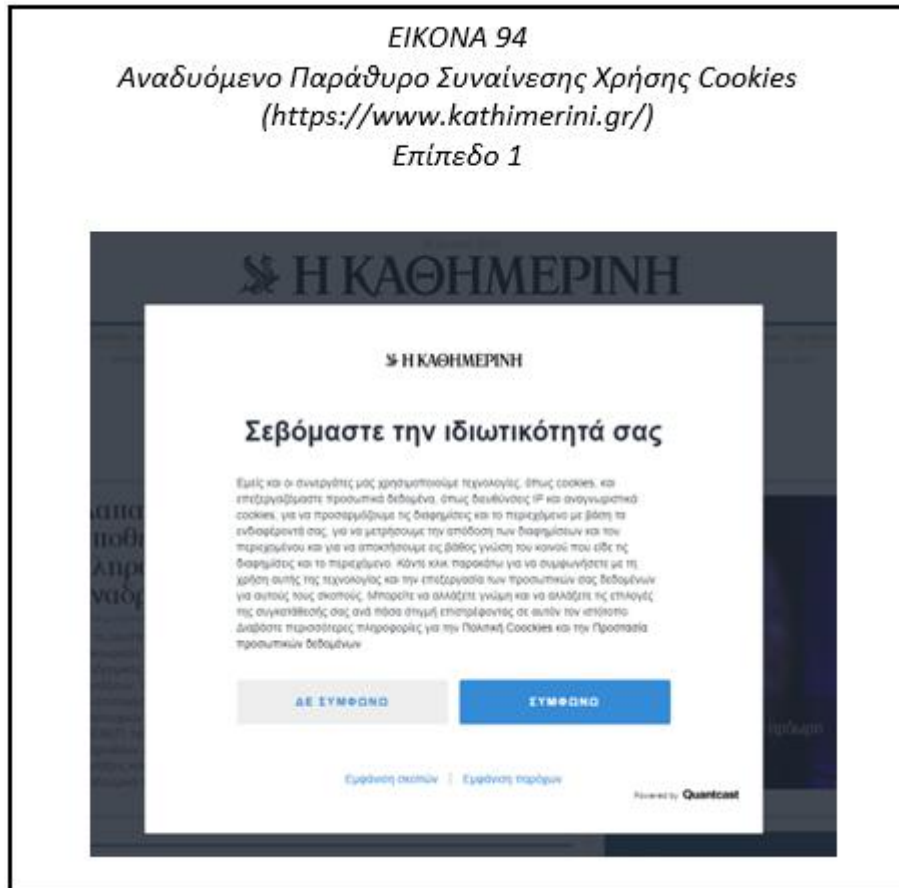 ΕΙΚΟΝΑ 94
Αναδυόμενο Παράθυρο Συναίνεσης Χρήσης Cookies
(https://www.kathimerini.gr/)
Επίπεδο 1
Η ΚΑΘΗΜΕΡΙΝΗ
Η ΚΑΘΗΜΕΡΙΝΗ
Σεβόμαστε την ιδιωτικότητά σας
Εμείς και οι συνεργάτες μας χρησιμοποιούμε τεχνολογίες, όπως cookies, και
επεξεργαζόμαστε προσωπικά δεδομένα, όπως διευθύνσεις IP και αναγνωριστικά
cookies, για να προσαρμόζουμε τις διαφημίσεις και το περιεχόμενο με βάση τα
ενδιαφέροντά σας, για να μετρήσουμε την απόδοση των διαφημίσεων και του
περιεχομένου και για να αποκτήσουμε εις βάθος γνώση του κοινού που είδε τις
διαφημίσεις και το περιεχόμενο. Κάντε κλικ παρακάτω για να συμφωνήσετε με τη
χρήση αυτής της τεχνολογίας και την επεξεργασία των προσωπικών σας δεδομένων
για αυτούς τους σκοπούς. Μπορείτε να αλλάξετε γνώμη και να αλλάξετε τις επιλογές
της συγκατάθεσής σας ανά πάσα στιγμή επιστρέφοντας σε αυτόν τον ιστότοπο.
Διαβάστε περισσότερες πληροφορίες για την Πολιτική Coockies και την Προστασία
προσωπικών δεδομένων
ΔΕ ΣΥΜΦΩΝΩ
ΣΥΜΦΩΝΩ
Εμφάνιση σκοπών | Εμφάνιση παρόχων
Powered by Quantcast